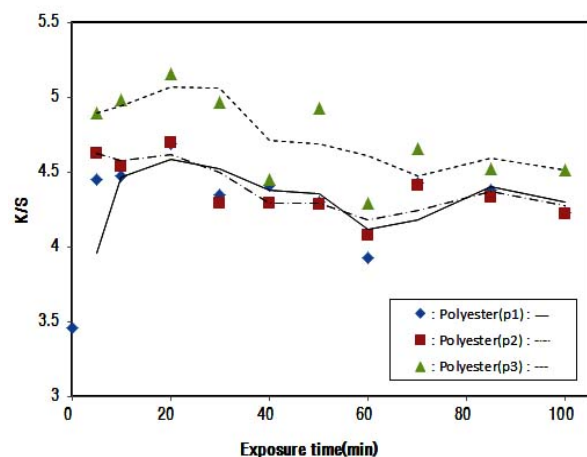 5.5
5
4.5
4
3.5
3
K/S
0 20 40 60 80 100
Exposure time(min)
: Polyester(p1) : —
: Polyester(p2) : -·-·-
: Polyester(p3) : ---